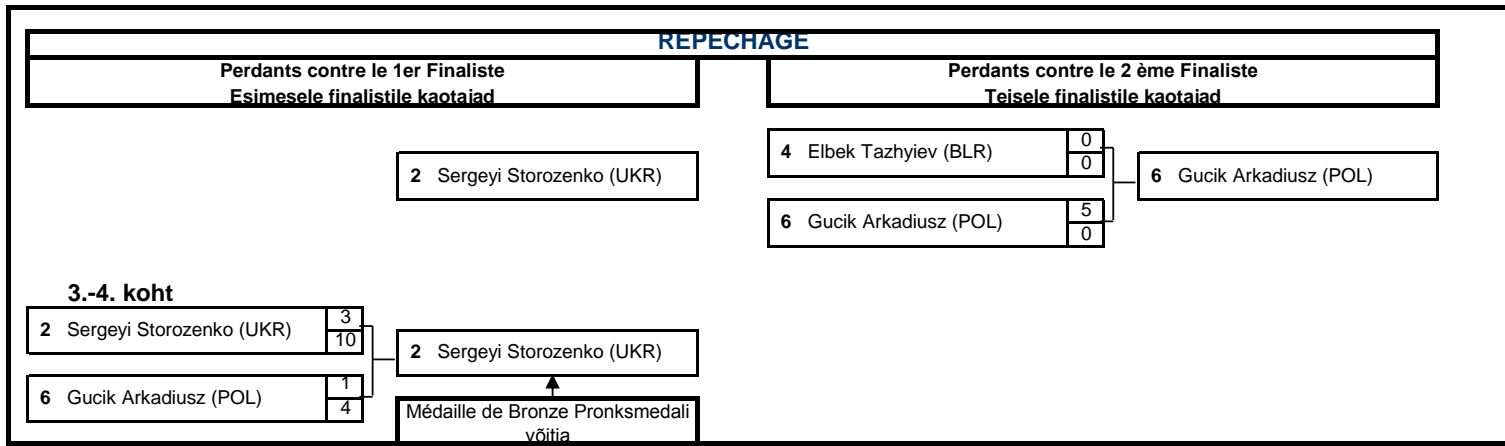 REPECHAGE
Perdants contre le 1er Finaliste
Esimesele finalistile kaotajad
Perdants contre le 2 ème Finaliste
Teisele finalistile kaotajad
2 Sergeyi Storozenko (UKR)
4 Elbek Tazhyiev (BLR) 0
0
6 Gucik Arkadiusz (POL)
6 Gucik Arkadiusz (POL) 5
0
3.-4. koht
2 Sergeyi Storozenko (UKR) 3
10
2 Sergeyi Storozenko (UKR)
6 Gucik Arkadiusz (POL) 1
4
Médaille de Bronze Pronksmedali
võitja